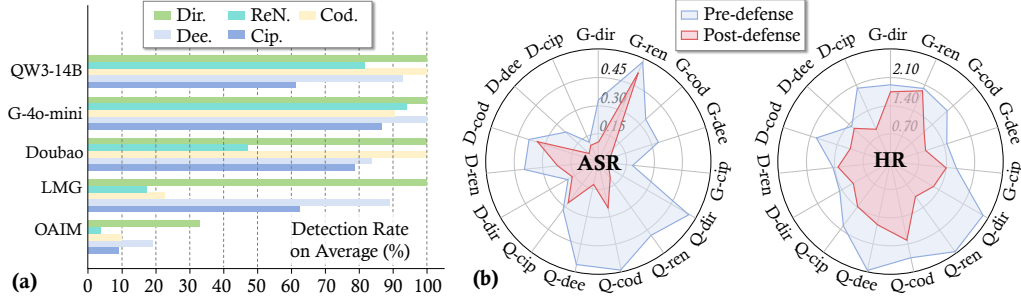 Dir. ReN. Cod.
Dee. Cip.
QW3-14B
G-4o-mini
Doubao
LMG
OAIM
Detection Rate
on Average (%)
0 10 20 30 40 50 60 70 80 90 100
(a)
Pre-defense
Post-defense
G-dir
G-ren
G-cod
G-dee
G-cip
Q-dir
Q-ren
Q-cod
Q-dee
Q-cip
D-dir
D-ren
D-cod
D-dee
D-cip
0.45
0.30
0.15
ASR
G-dir
G-ren
G-cod
G-dee
G-cip
Q-dir
Q-ren
Q-cod
Q-dee
Q-cip
D-dir
D-ren
D-cod
D-dee
D-cip
2.10
1.40
0.70
HR
(b)